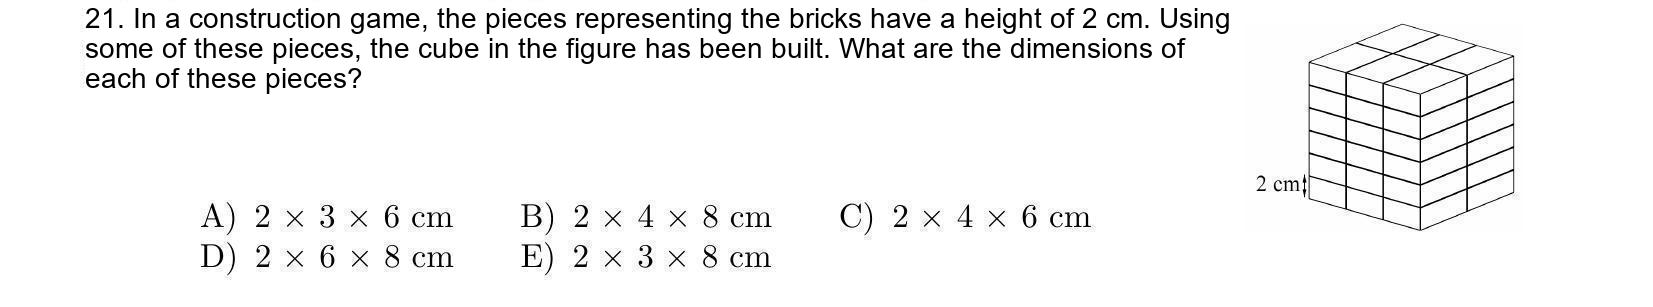 21. In a construction game, the pieces representing the bricks have a height of 2 cm. Using
some of these pieces, the cube in the figure has been built. What are the dimensions of
each of these pieces?
2 cm
A) 2 × 3 × 6 cm B) 2 × 4 × 8 cm C) 2 × 4 × 6 cm
D) 2 × 6 × 8 cm E) 2 × 3 × 8 cm